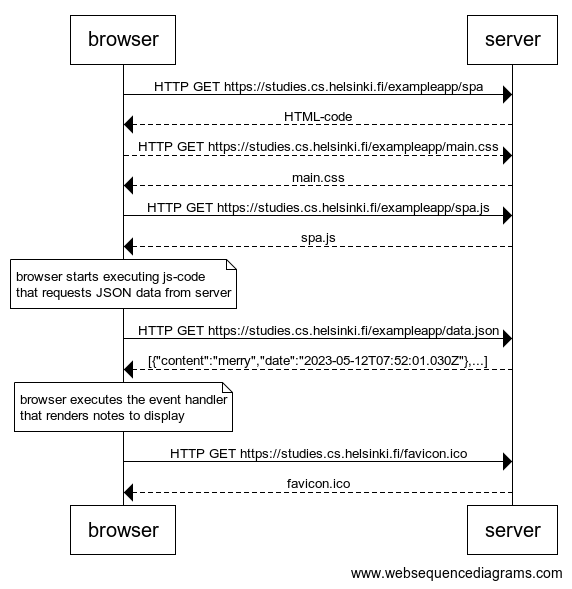 browser server
HTTP GET https://studies.cs.helsinki.fi/exampleapp/spa
HTML-code
HTTP GET https://studies.cs.helsinki.fi/exampleapp/main.css
main.css
HTTP GET https://studies.cs.helsinki.fi/exampleapp/spa.js
spa.js
browser starts executing js-code
that requests JSON data from server
HTTP GET https://studies.cs.helsinki.fi/exampleapp/data.json
[{"content":"merry","date":"2023-05-12T07:52:01.030Z"},...]
browser executes the event handler
that renders notes to display
HTTP GET https://studies.cs.helsinki.fi/favicon.ico
favicon.ico
browser server
www.websequencediagrams.com